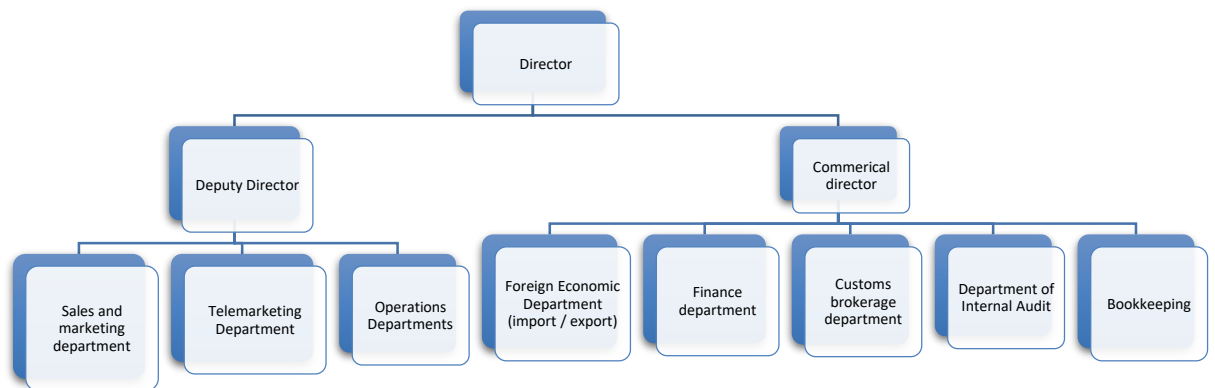 Director
Deputy Director
Commerical
director
Sales and
marketing
department
Telemarketing
Department
Operations
Departments
Foreign Economic
Department
(import / export)
Finance
department
Customs
brokerage
department
Department of
Internal Audit
Bookkeeping